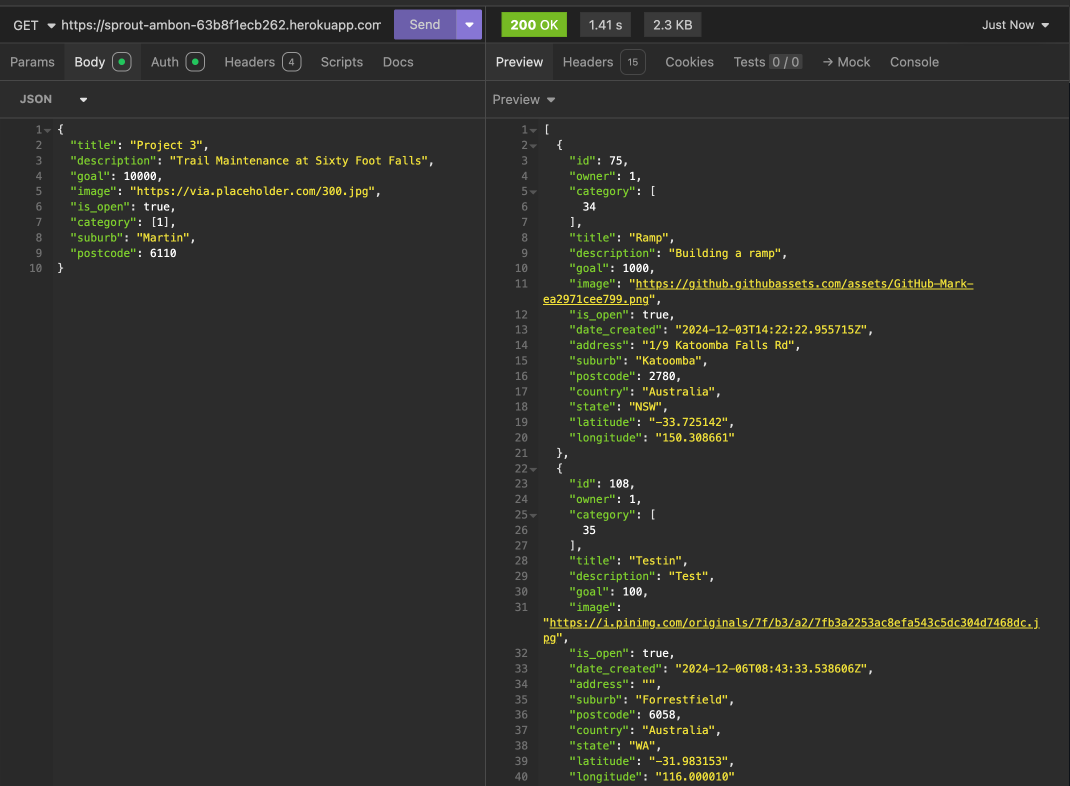 GET https://sprout-ambon-63b8f1ecb262.herokuapp.com Send 200 OK 1.41 s 2.3 KB Just Now
Params Body Auth Headers 4 Scripts Docs Preview Headers 15 Cookies Tests 0 / 0 → Mock Console
JSON Preview
1 {
2 "title": "Project 3",
3 "description": "Trail Maintenance at Sixty Foot Falls",
4 "goal": 10000,
5 "image": "https://via.placeholder.com/300.jpg",
6 "is_open": true,
7 "category": [1],
8 "suburb": "Martin",
9 "postcode": 6110
10 }
1 [
2 {
3 "id": 75,
4 "owner": 1,
5 "category": [
6 34
7 ],
8 "title": "Ramp",
9 "description": "Building a ramp",
10 "goal": 1000,
11 "image": "https://github.githubassets.com/assets/GitHub-Mark-
ea2971cee799.png",
12 "is_open": true,
13 "date_created": "2024-12-03T14:22:22.955715Z",
14 "address": "1/9 Katoomba Falls Rd",
15 "suburb": "Katoomba",
16 "postcode": 2780,
17 "country": "Australia",
18 "state": "NSW",
19 "latitude": "-33.725142",
20 "longitude": "150.308661"
21 },
22 {
23 "id": 108,
24 "owner": 1,
25 "category": [
26 35
27 ],
28 "title": "Testin",
29 "description": "Test",
30 "goal": 100,
31 "image":
"https://i.pinimg.com/originals/7f/b3/a2/7fb3a2253ac8efa543c5dc304d7468dc.j
pg",
32 "is_open": true,
33 "date_created": "2024-12-06T08:43:33.538606Z",
34 "address": "",
35 "suburb": "Forrestfield",
36 "postcode": 6058,
37 "country": "Australia",
38 "state": "WA",
39 "latitude": "-31.983153",
40 "longitude": "116.000010"